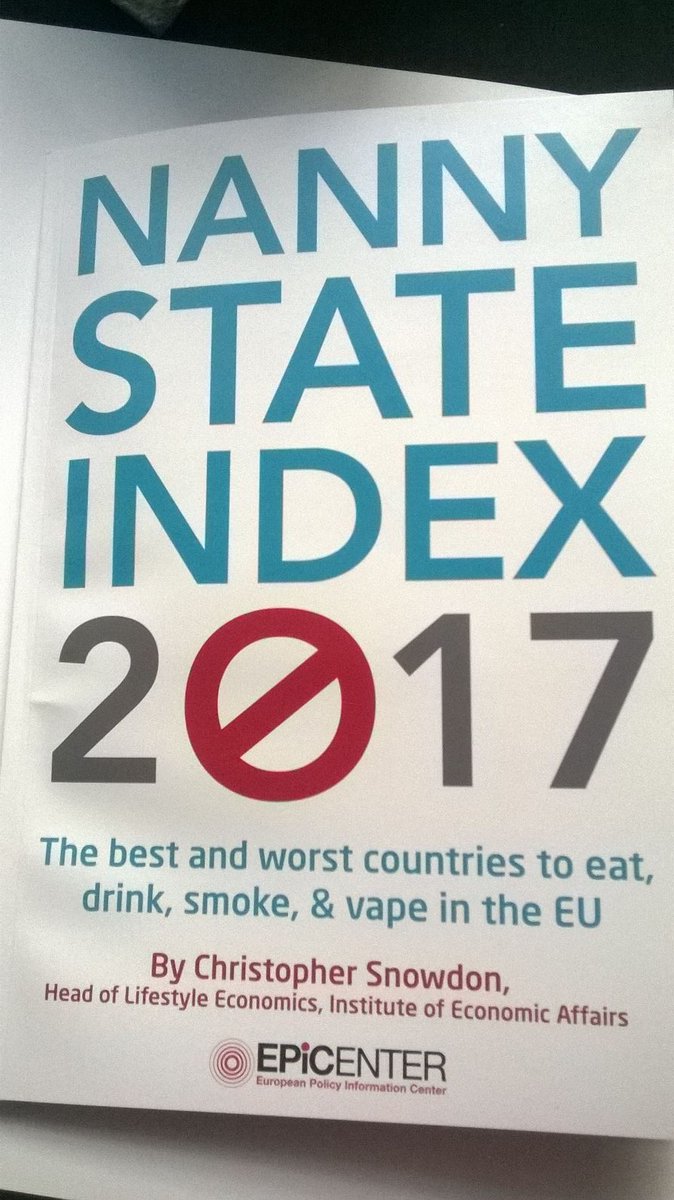 NANNY
STATE
INDEX
2017
The best and worst countries to eat,
drink, smoke, & vape in the EU
By Christopher Snowdon,
Head of Lifestyle Economics, Institute of Economic Affairs
EPiCENTER
European Policy Information Center